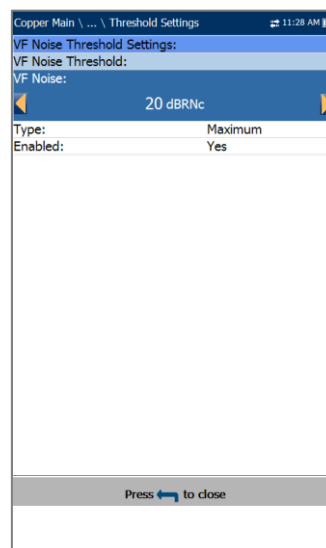 Copper Main \ ... \ Threshold Settings 11:28 AM
VF Noise Threshold Settings:
VF Noise Threshold:
VF Noise:
20 dBRNc
Type: Maximum
Enabled: Yes
Press to close